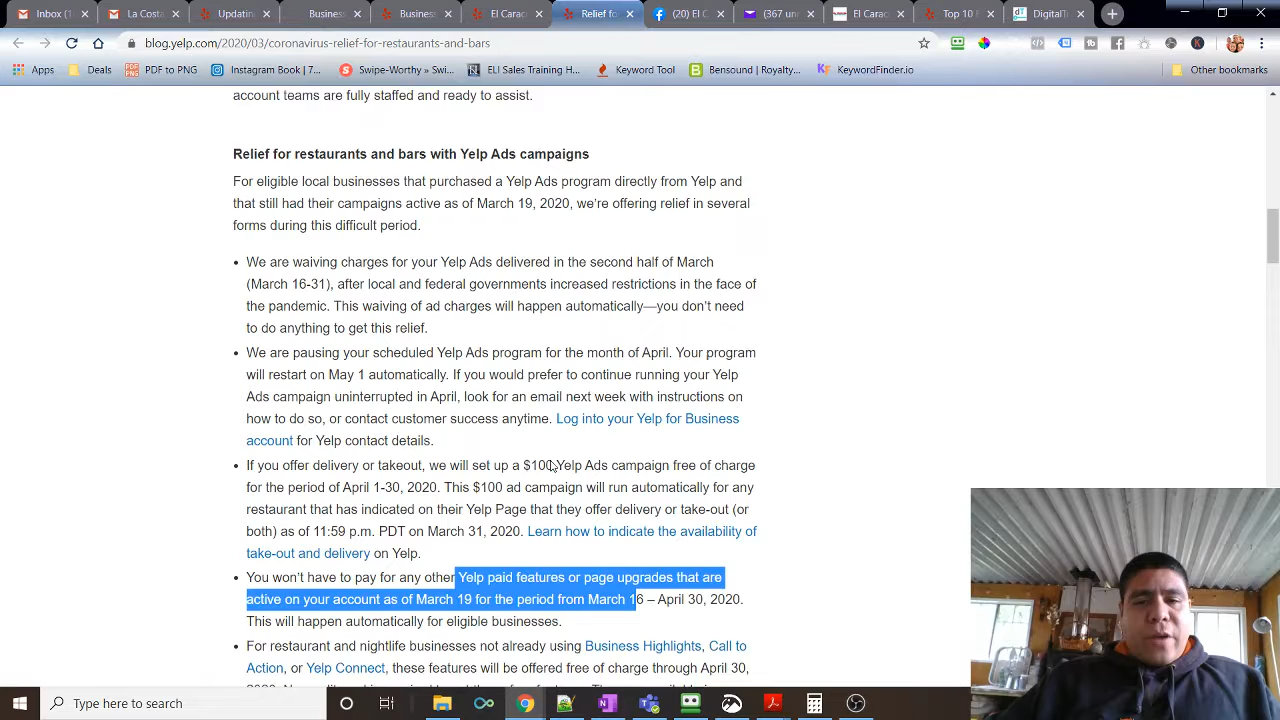 Inbox (1
La Costa
Updatin
Business
Busines
El Carac
Relief fo
(20) El C
(367 un
El Carac
Top 10 F
DigitalTr
blog.yelp.com/2020/03/coronavirus-relief-for-restaurants-and-bars
Apps
Deals
PDF to PNG
Instagram Book | 7...
Swipe-Worthy » Swi...
ELI Sales Training H...
Keyword Tool
Bensound | Royalty...
KeywordFinder.io
Other bookmarks
account teams are fully staffed and ready to assist.
Relief for restaurants and bars with Yelp Ads campaigns
For eligible local businesses that purchased a Yelp Ads program directly from Yelp and
that still had their campaigns active as of March 19, 2020, we're offering relief in several
forms during this difficult period.
• We are waiving charges for your Yelp Ads delivered in the second half of March
(March 16-31), after local and federal governments increased restrictions in the face of
the pandemic. This waiving of ad charges will happen automatically—you don't need
to do anything to get this relief.
• We are pausing your scheduled Yelp Ads program for the month of April. Your program
will restart on May 1 automatically. If you would prefer to continue running your Yelp
Ads campaign uninterrupted in April, look for an email next week with instructions on
how to do so, or contact customer success anytime. Log into your Yelp for Business
account for Yelp contact details.
• If you offer delivery or takeout, we will set up a $100 Yelp Ads campaign free of charge
for the period of April 1-30, 2020. This $100 ad campaign will run automatically for any
restaurant that has indicated on their Yelp Page that they offer delivery or take-out (or
both) as of 11:59 p.m. PDT on March 31, 2020. Learn how to indicate the availability of
take-out and delivery on Yelp.
• You won't have to pay for any other Yelp paid features or page upgrades that are
active on your account as of March 19 for the period from March 16 – April 30, 2020.
This will happen automatically for eligible businesses.
• For restaurant and nightlife businesses not already using Business Highlights, Call to
Action, or Yelp Connect, these features will be offered free of charge through April 30,
Type here to search